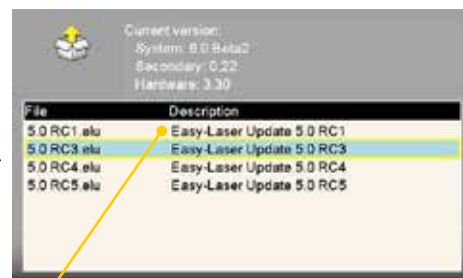 Current version:
System: 6.0 Beta2
Secondary: 0.22
Hardware: 3.30
File Description
5.0 RC1.elu Easy-Laser Update 5.0 RC1
5.0 RC3.elu Easy-Laser Update 5.0 RC3
5.0 RC4.elu Easy-Laser Update 5.0 RC4
5.0 RC5.elu Easy-Laser Update 5.0 RC5